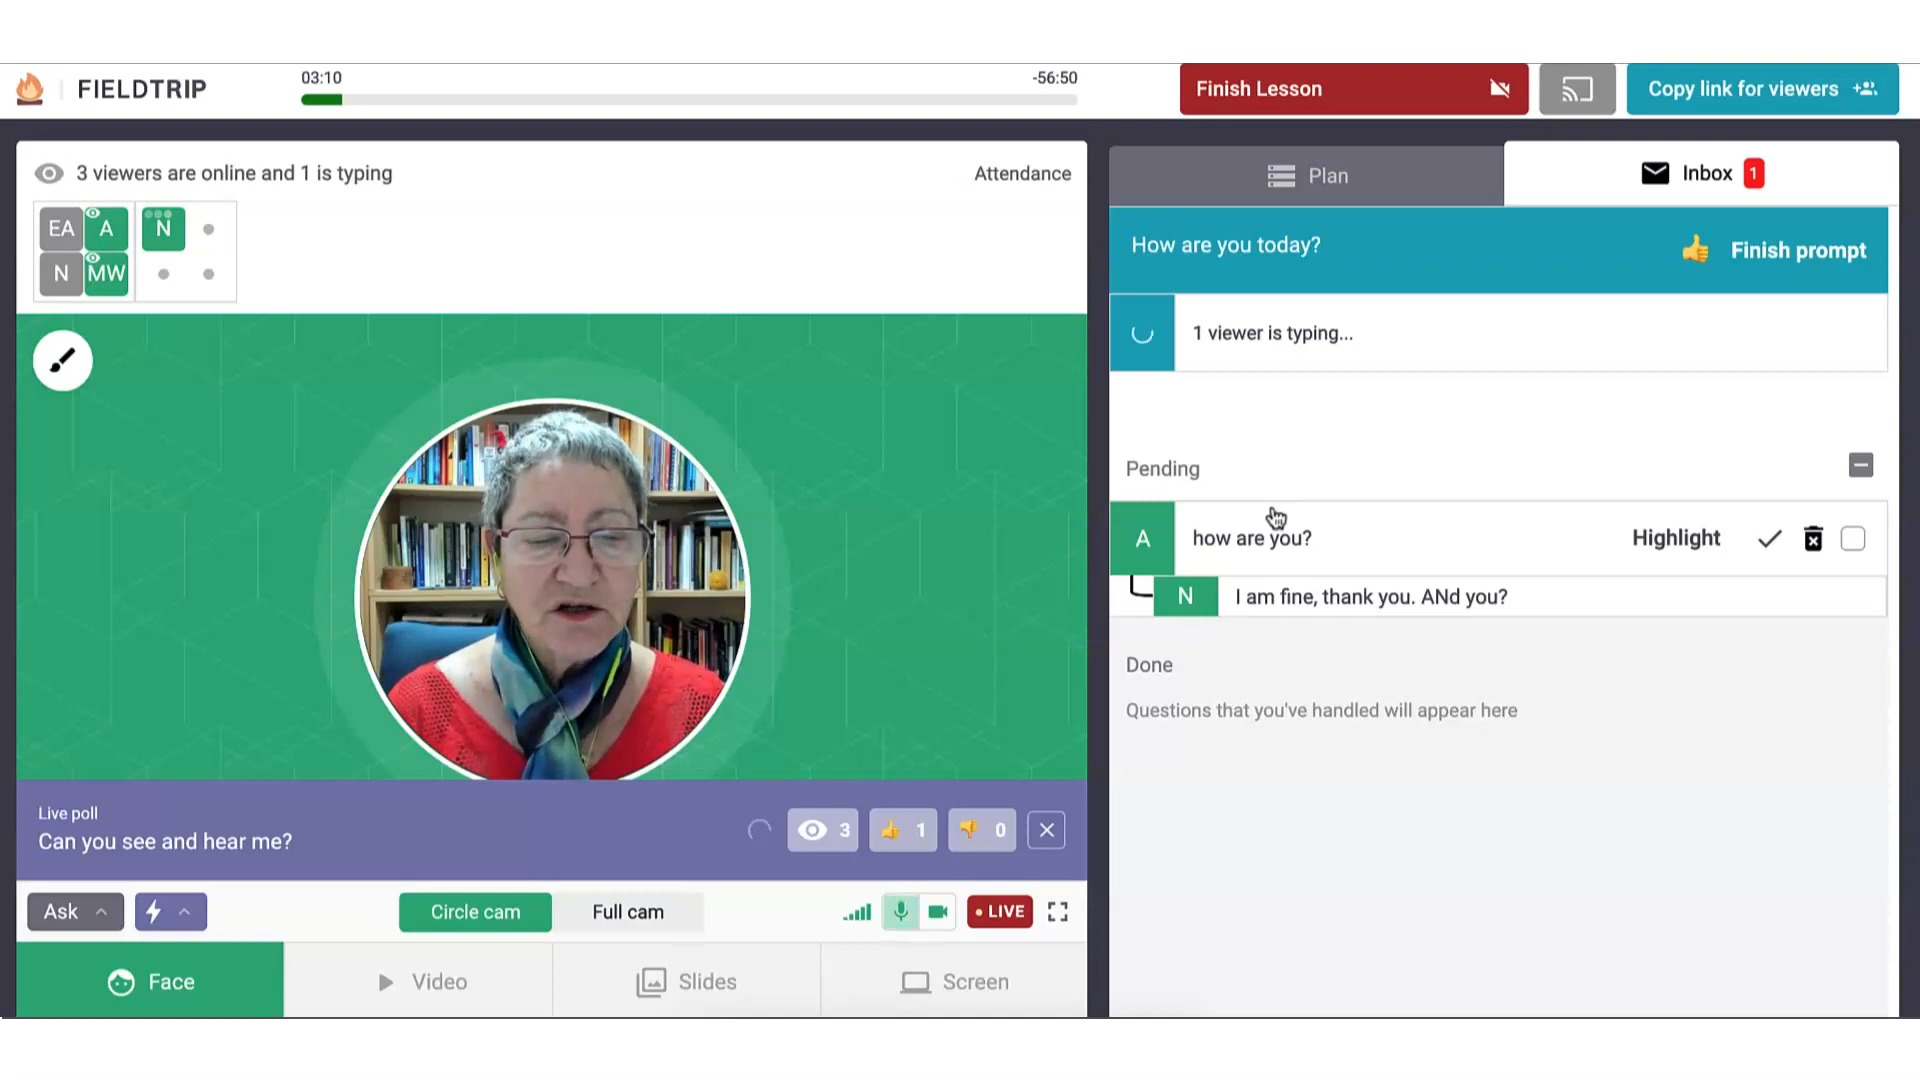 FIELDTRIP
03:10
-56:50
Finish Lesson
Copy link for viewers
3 viewers are online and 1 is typing
Attendance
EA A N
N MW
Plan
Inbox 1
How are you today?
Finish prompt
1 viewer is typing...
Pending
A how are you?
Highlight
N I am fine, thank you. ANd you?
Done
Questions that you've handled will appear here
Live poll
Can you see and hear me?
3 1 0
Ask
Circle cam
Full cam
LIVE
Face
Video
Slides
Screen